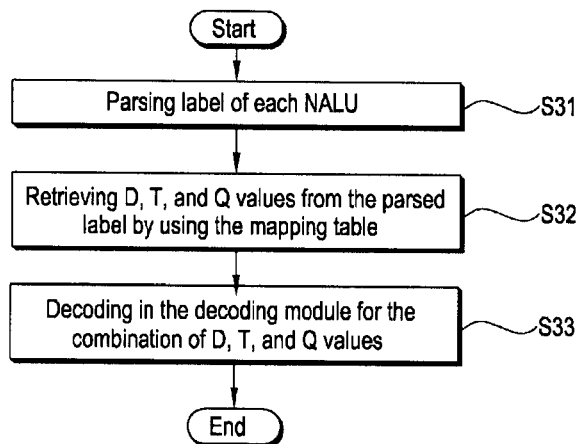 Start
Parsing label of each NALU
S31
Retrieving D, T, and Q values from the parsed
label by using the mapping table
S32
Decoding in the decoding module for the
combination of D, T, and Q values
S33
End